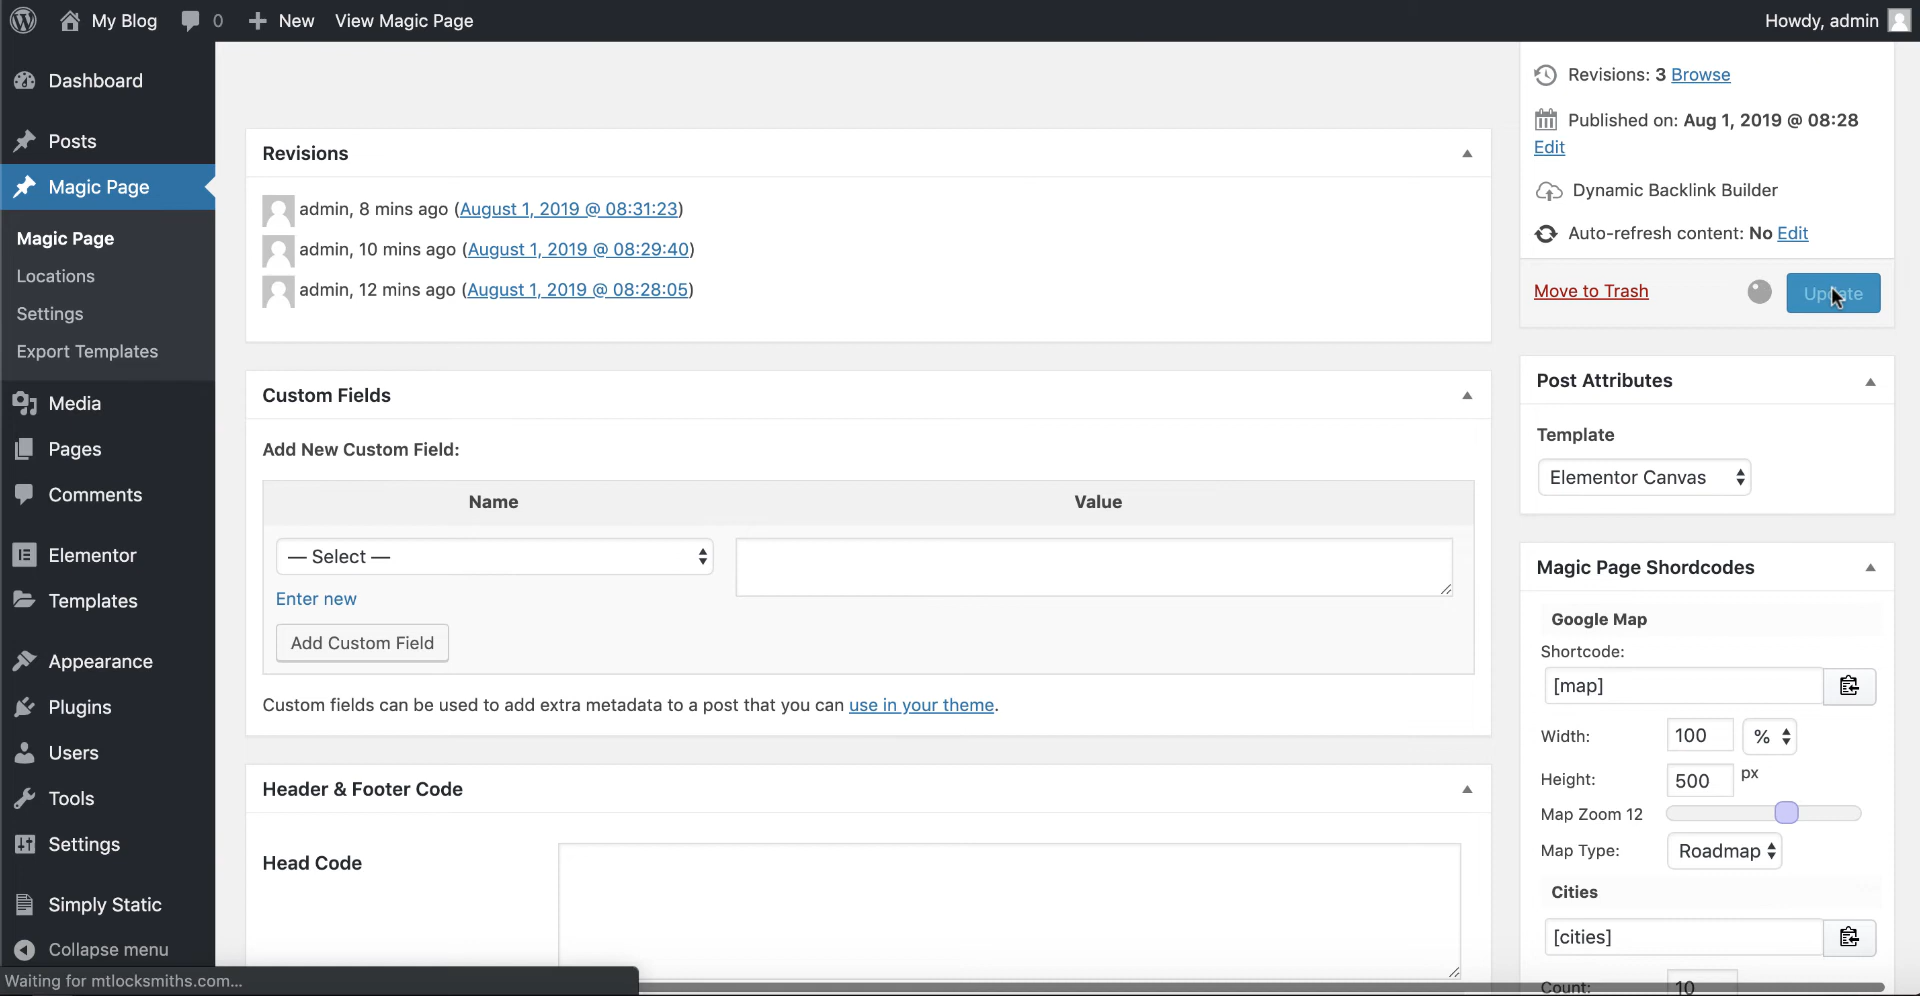 My Blog
0
New
View Magic Page
Howdy, admin
Dashboard
Posts
Magic Page
Magic Page
Locations
Settings
Export Templates
Media
Pages
Comments
Elementor
Templates
Appearance
Plugins
Users
Tools
Settings
Simply Static
Collapse menu
Waiting for mtlocksmiths.com...
Revisions
admin, 8 mins ago (August 1, 2019 @ 08:31:23)
admin, 10 mins ago (August 1, 2019 @ 08:29:40)
admin, 12 mins ago (August 1, 2019 @ 08:28:05)
Custom Fields
Add New Custom Field:
Name
Value
— Select —
Enter new
Add Custom Field
Custom fields can be used to add extra metadata to a post that you can use in your theme.
Header & Footer Code
Head Code
Revisions: 3 Browse
Published on: Aug 1, 2019 @ 08:28
Edit
Dynamic Backlink Builder
Auto-refresh content: No Edit
Move to Trash
Update
Post Attributes
Template
Elementor Canvas
Magic Page Shordcodes
Google Map
Shortcode:
[map]
Width:
100
%
Height:
500
px
Map Zoom 12
Map Type:
Roadmap
Cities
[cities]
Count:
10